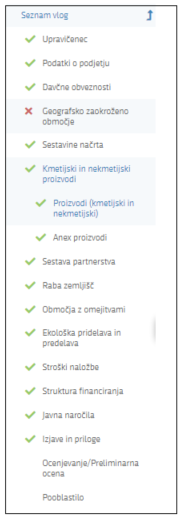 Seznam vlog
Upravičenec
Podatki o podjetju
Davčne obveznosti
Geografsko zaokroženo
območje
Sestavine načrta
Kmetijski in nekmetijski
proizvodi
Proizvodi (kmetijski in
nekmetijski)
Anex proizvodi
Sestava partnerstva
Raba zemljišč
Območja z omejitvami
Ekološka pridelava in
predelava
Stroški naložbe
Struktura financiranja
Javna naročila
Izjave in priloge
Ocenjevanje/Preliminarna
ocena
Pooblastilo